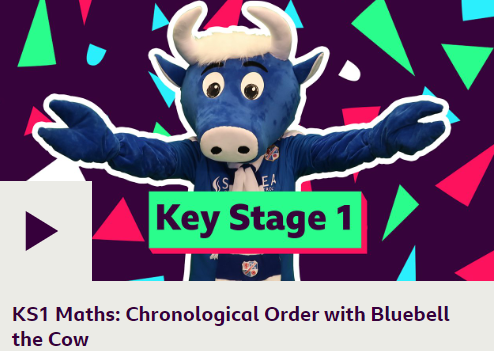 Key Stage 1
KS1 Maths: Chronological Order with Bluebell
the Cow